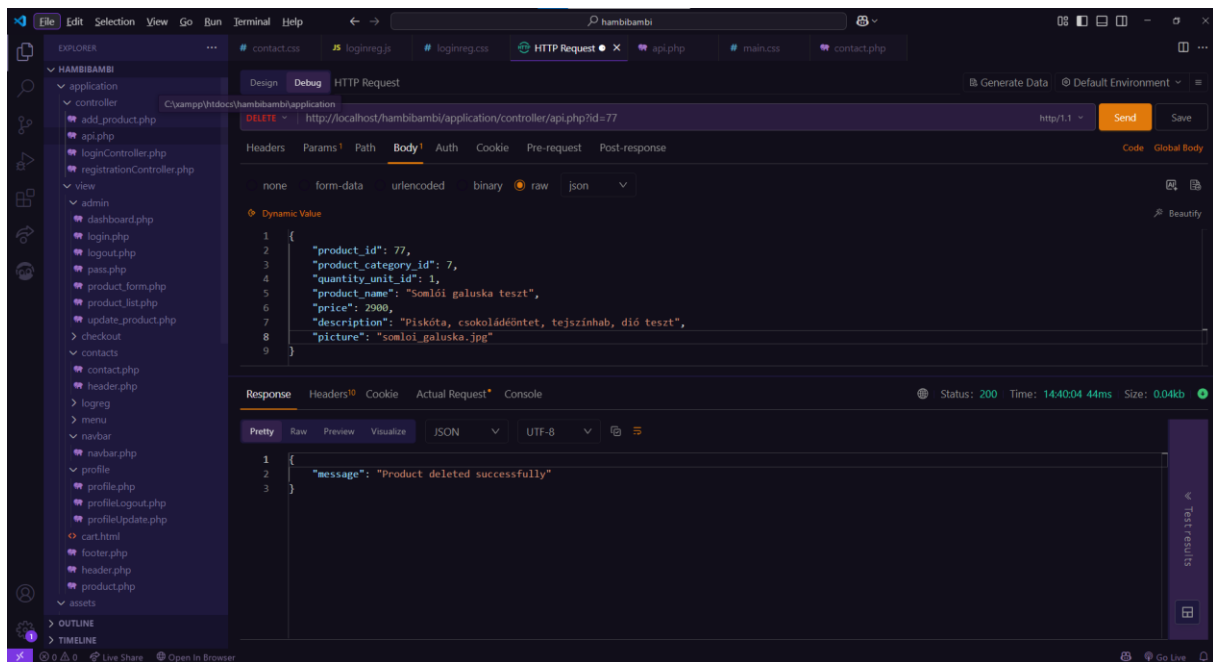 File Edit Selection View Go Run Terminal Help
hambibambi
EXPLORER
# contact.css
JS loginreg.js
# loginreg.css
HTTP Request
api.php
# main.css
contact.php
HAMBIBAMBI
application
controller
C:\xampp\htdocs\hambibambi\application
add_product.php
api.php
loginController.php
registrationController.php
view
admin
dashboard.php
login.php
logout.php
pass.php
product_form.php
product_list.php
update_product.php
checkout
contacts
contact.php
header.php
logreg
menu
navbar
navbar.php
profile
profile.php
profileLogout.php
profileUpdate.php
cart.html
footer.php
header.php
product.php
assets
OUTLINE
TIMELINE
Design Debug HTTP Request
Generate Data Default Environment
DELETE http://localhost/hambibambi/application/controller/api.php?id=77 http/1.1 Send Save
Headers Params 1 Path Body 1 Auth Cookie Pre-request Post-response Code Global Body
none form-data urlencoded binary raw json
Dynamic Value Beautify
1 {
2 "product_id": 77,
3 "product_category_id": 7,
4 "quantity_unit_id": 1,
5 "product_name": "Somlói galuska teszt",
6 "price": 2900,
7 "description": "Piskóta, csokoládéöntet, tejszínhab, dió teszt",
8 "picture": "somloi_galuska.jpg"
9 }
Response Headers 10 Cookie Actual Request Console Status: 200 Time: 14:40:04 44ms Size: 0.04kb
Pretty Raw Preview Visualize JSON UTF-8
1 {
2 "message": "Product deleted successfully"
3 }
Test results
1
0 0 Live Share Open In Browser Go Live